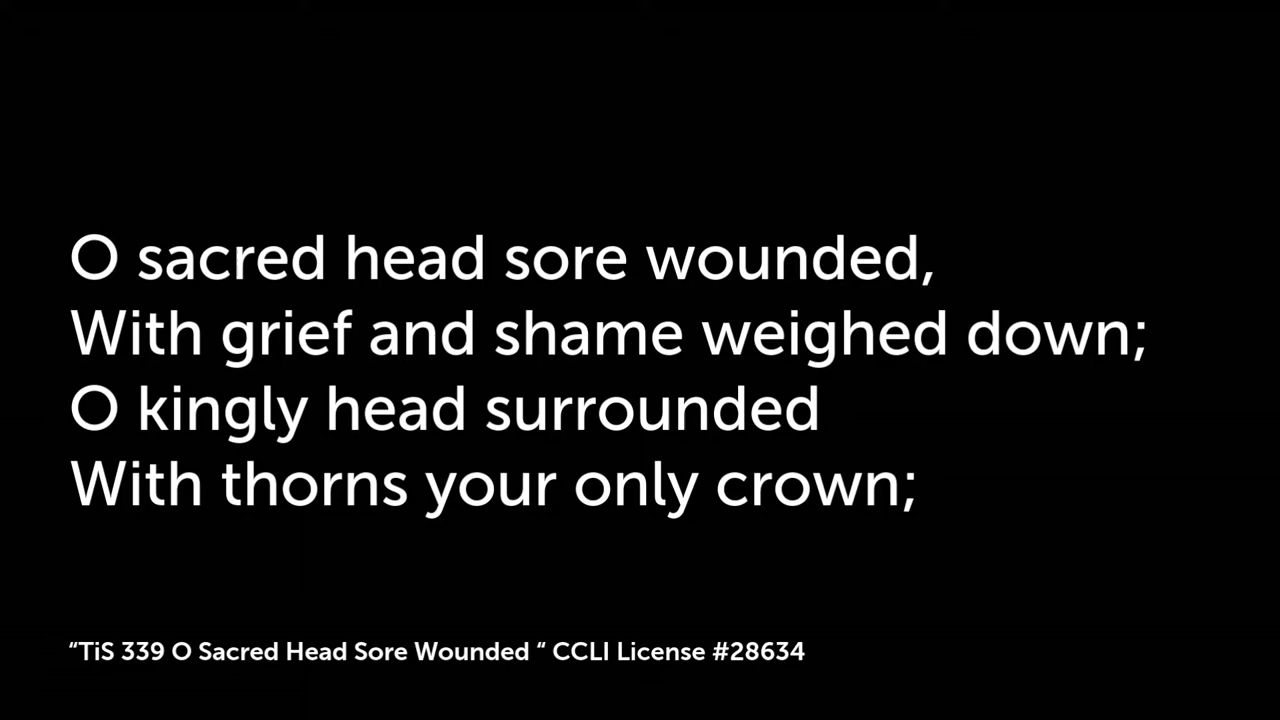 O sacred head sore wounded,
With grief and shame weighed down;
O kingly head surrounded
With thorns your only crown;
“TiS 339 O Sacred Head Sore Wounded “ CCLI License #28634